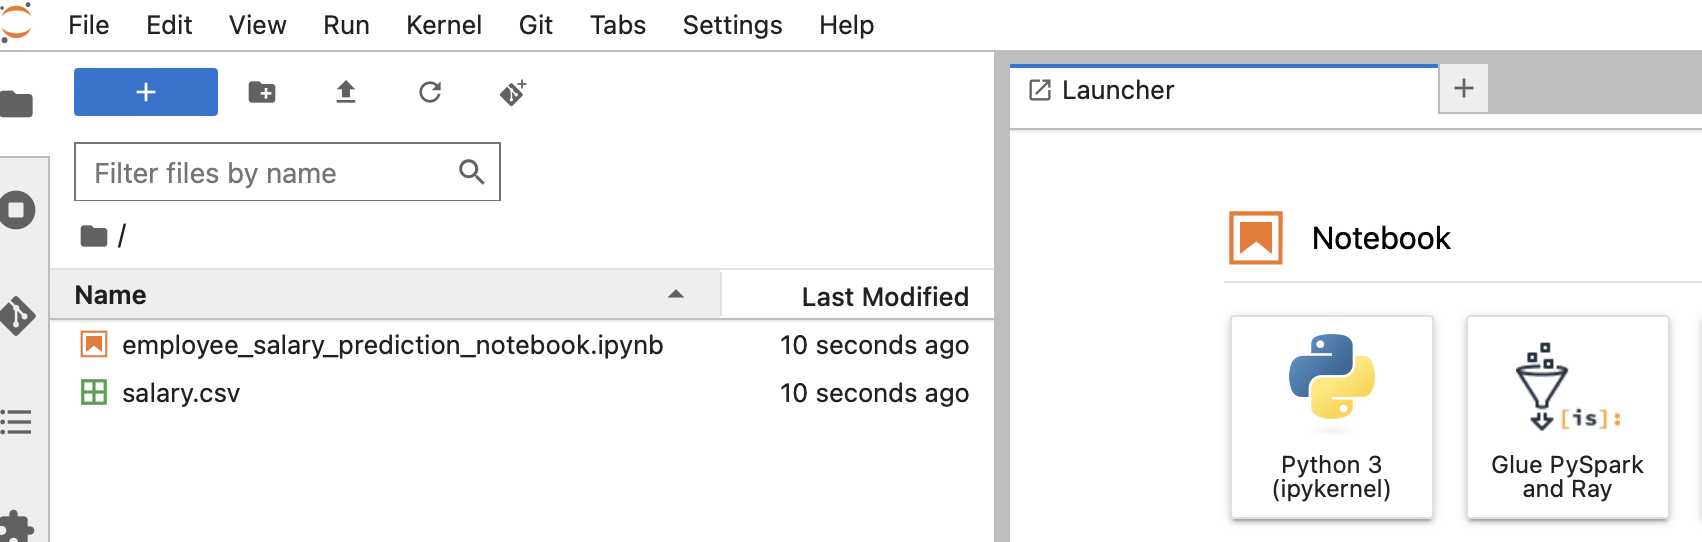 File Edit View Run Kernel Git Tabs Settings Help
+
Filter files by name
/
Name Last Modified
employee_salary_prediction_notebook.ipynb 10 seconds ago
salary.csv 10 seconds ago
Launcher
+
Notebook
Python 3
(ipykernel)
[is]:
Glue PySpark
and Ray